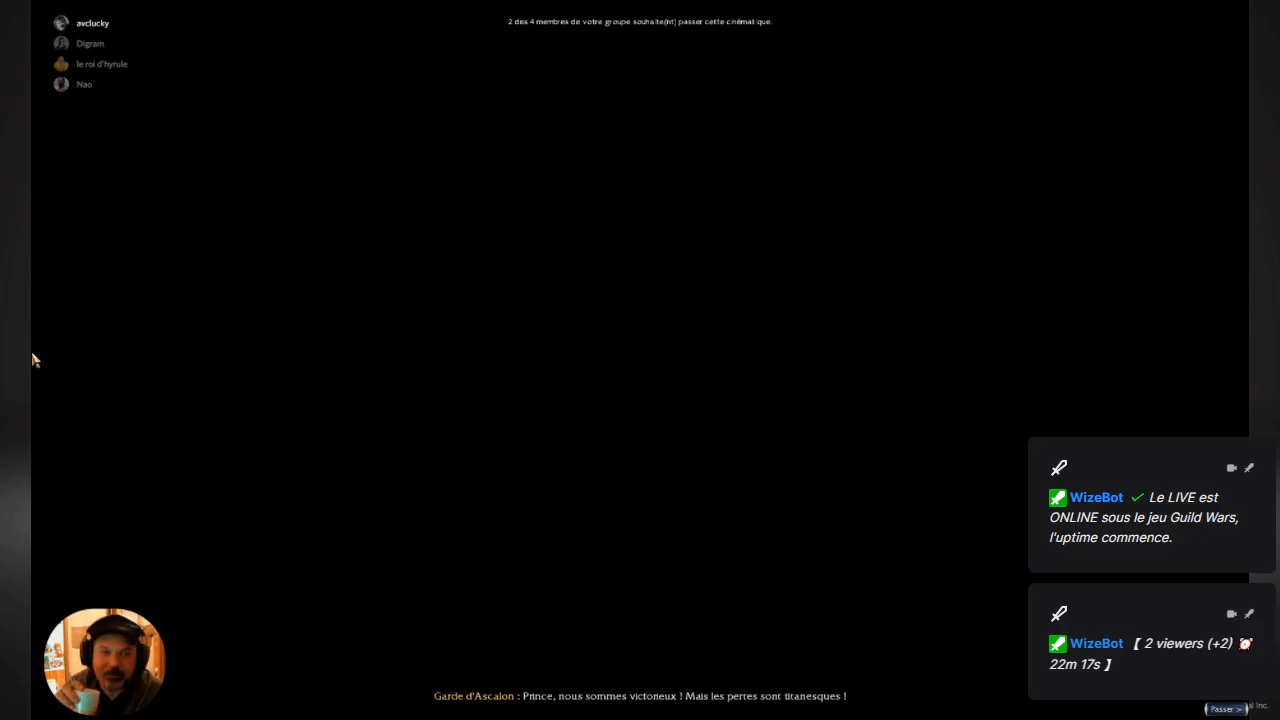 avclucky
Digram
le roi d'hyrule
Nao
2 des 4 membres de votre groupe souhaite(nt) passer cette cinématique.
WizeBot Le LIVE est
ONLINE sous le jeu Guild Wars,
l'uptime commence.
WizeBot 【 2 viewers (+2)
22m 17s 】
Garde d'Ascalon : Prince, nous sommes victorieux ! Mais les pertes sont titanesques !
Passer >
Inc.